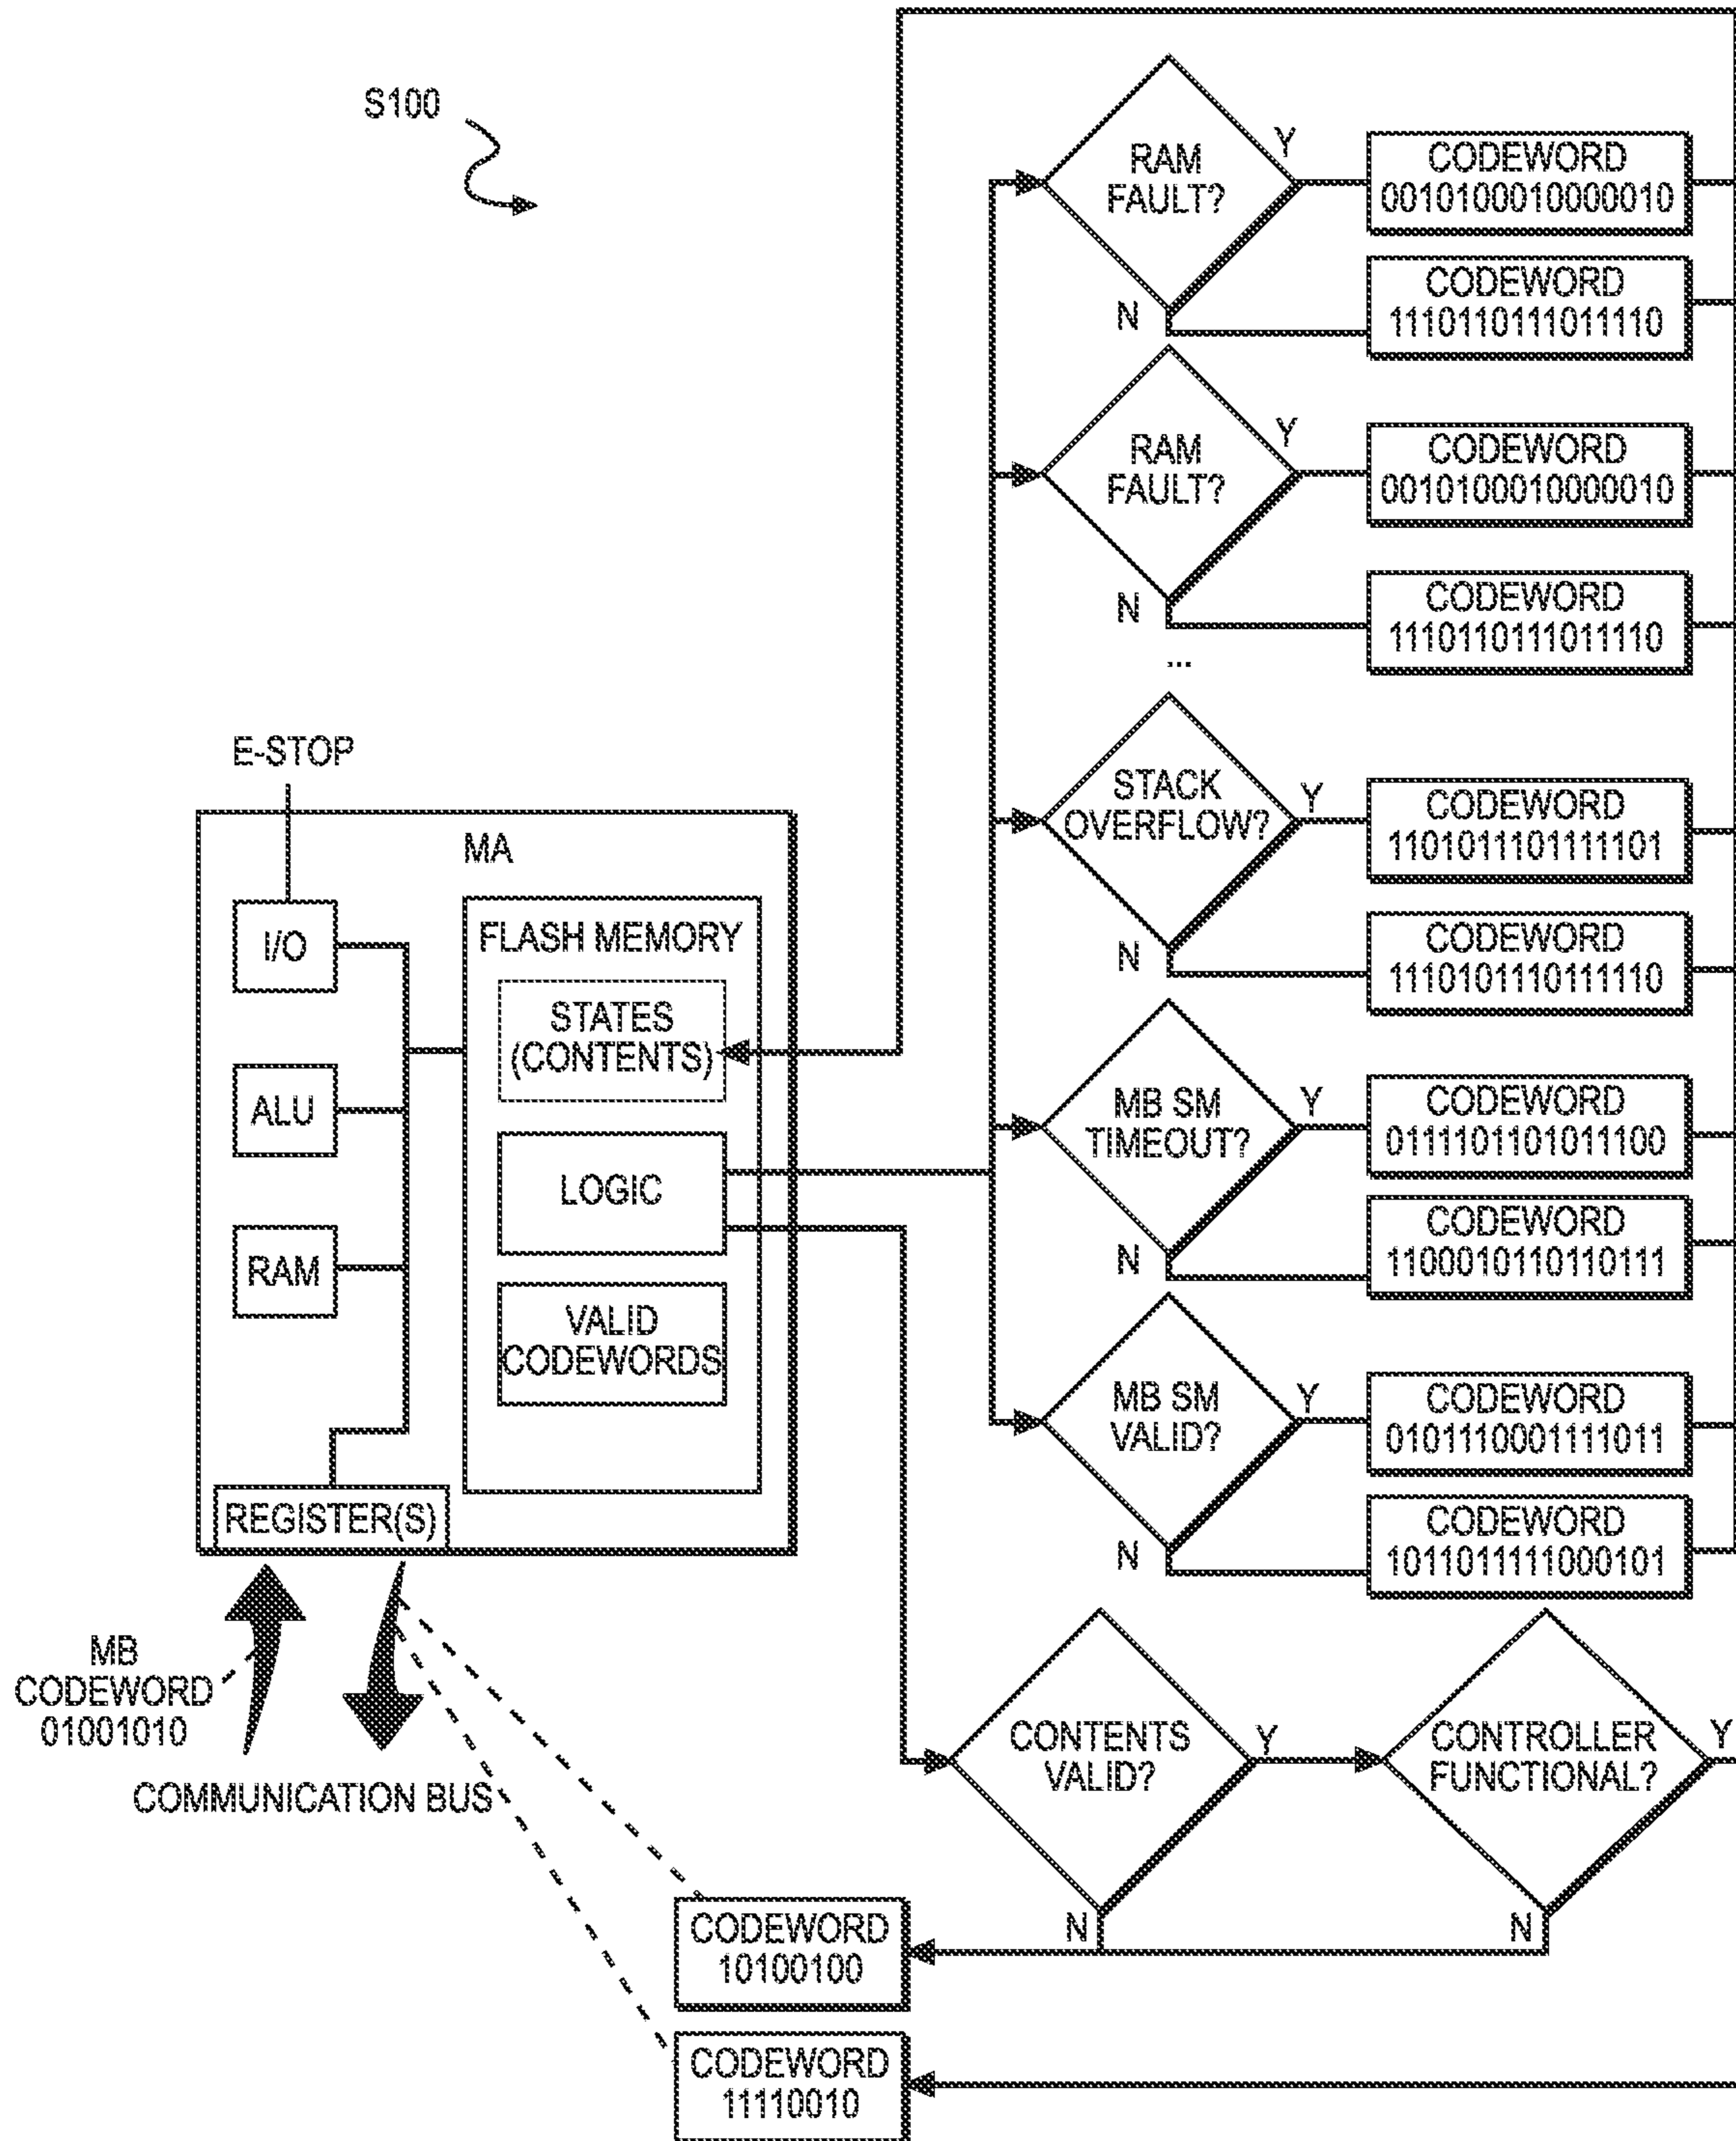 S100
RAM
FAULT?
Y
N
CODEWORD
0010100010000010
CODEWORD
1110110111011110
RAM
FAULT?
Y
N
CODEWORD
0010100010000010
CODEWORD
1110110111011110
...
STACK
OVERFLOW?
Y
N
CODEWORD
1101011101111101
CODEWORD
1110101110111110
MB SM
TIMEOUT?
Y
N
CODEWORD
0111101101011100
CODEWORD
1100010110110111
MB SM
VALID?
Y
N
CODEWORD
0101110001111011
CODEWORD
1011011111000101
E-STOP
MA
I/O
ALU
RAM
FLASH MEMORY
STATES
(CONTENTS)
LOGIC
VALID
CODEWORDS
REGISTER(S)
MB
CODEWORD
01001010
COMMUNICATION BUS
CONTENTS
VALID?
Y
N
CONTROLLER
FUNCTIONAL?
Y
N
CODEWORD
10100100
CODEWORD
11110010